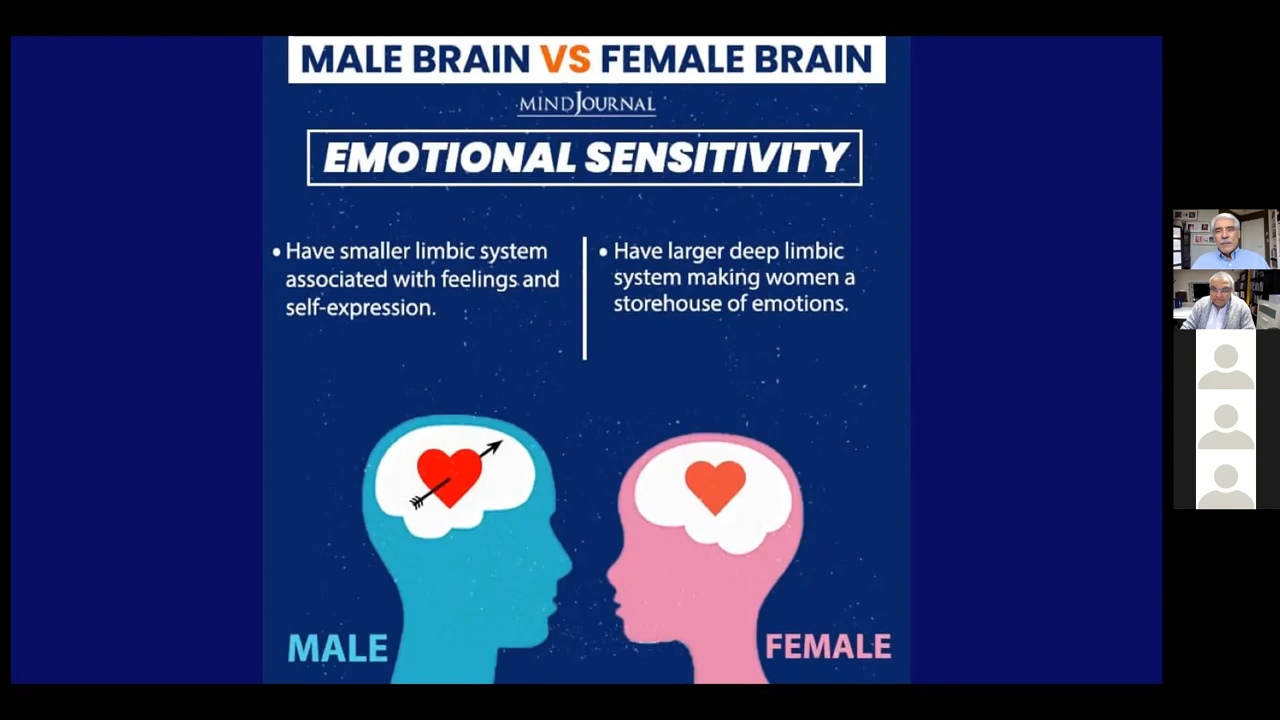 MALE BRAIN VS FEMALE BRAIN
MINDJOURNAL
EMOTIONAL SENSITIVITY
• Have smaller limbic system
associated with feelings and
self-expression.
• Have larger deep limbic
system making women a
storehouse of emotions.
MALE
FEMALE